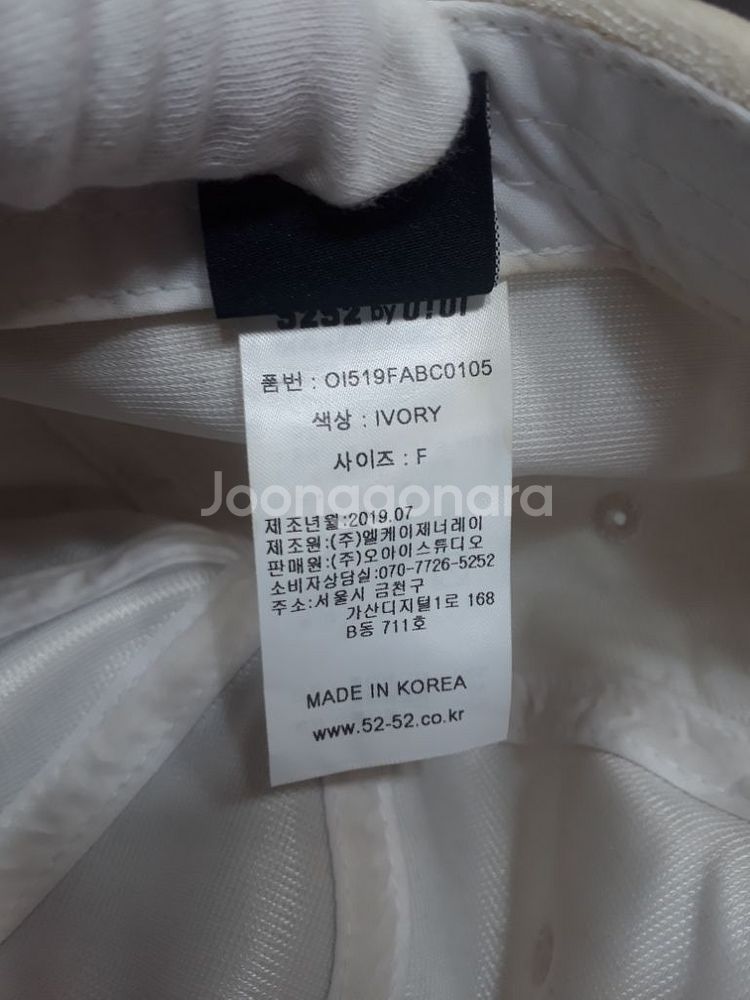 5252 by O!Oi
품번 : OI519FABC0105
색상 : IVORY
사이즈 : F
Joonggonara
제조년월:2019.07
제조원:(주)엘케이제너레이
판매원:(주)오아이스튜디오
소비자상담실:070-7726-5252
주소:서울시 금천구
가산디지털1로 168
B동 711호
MADE IN KOREA
www.52-52.co.kr